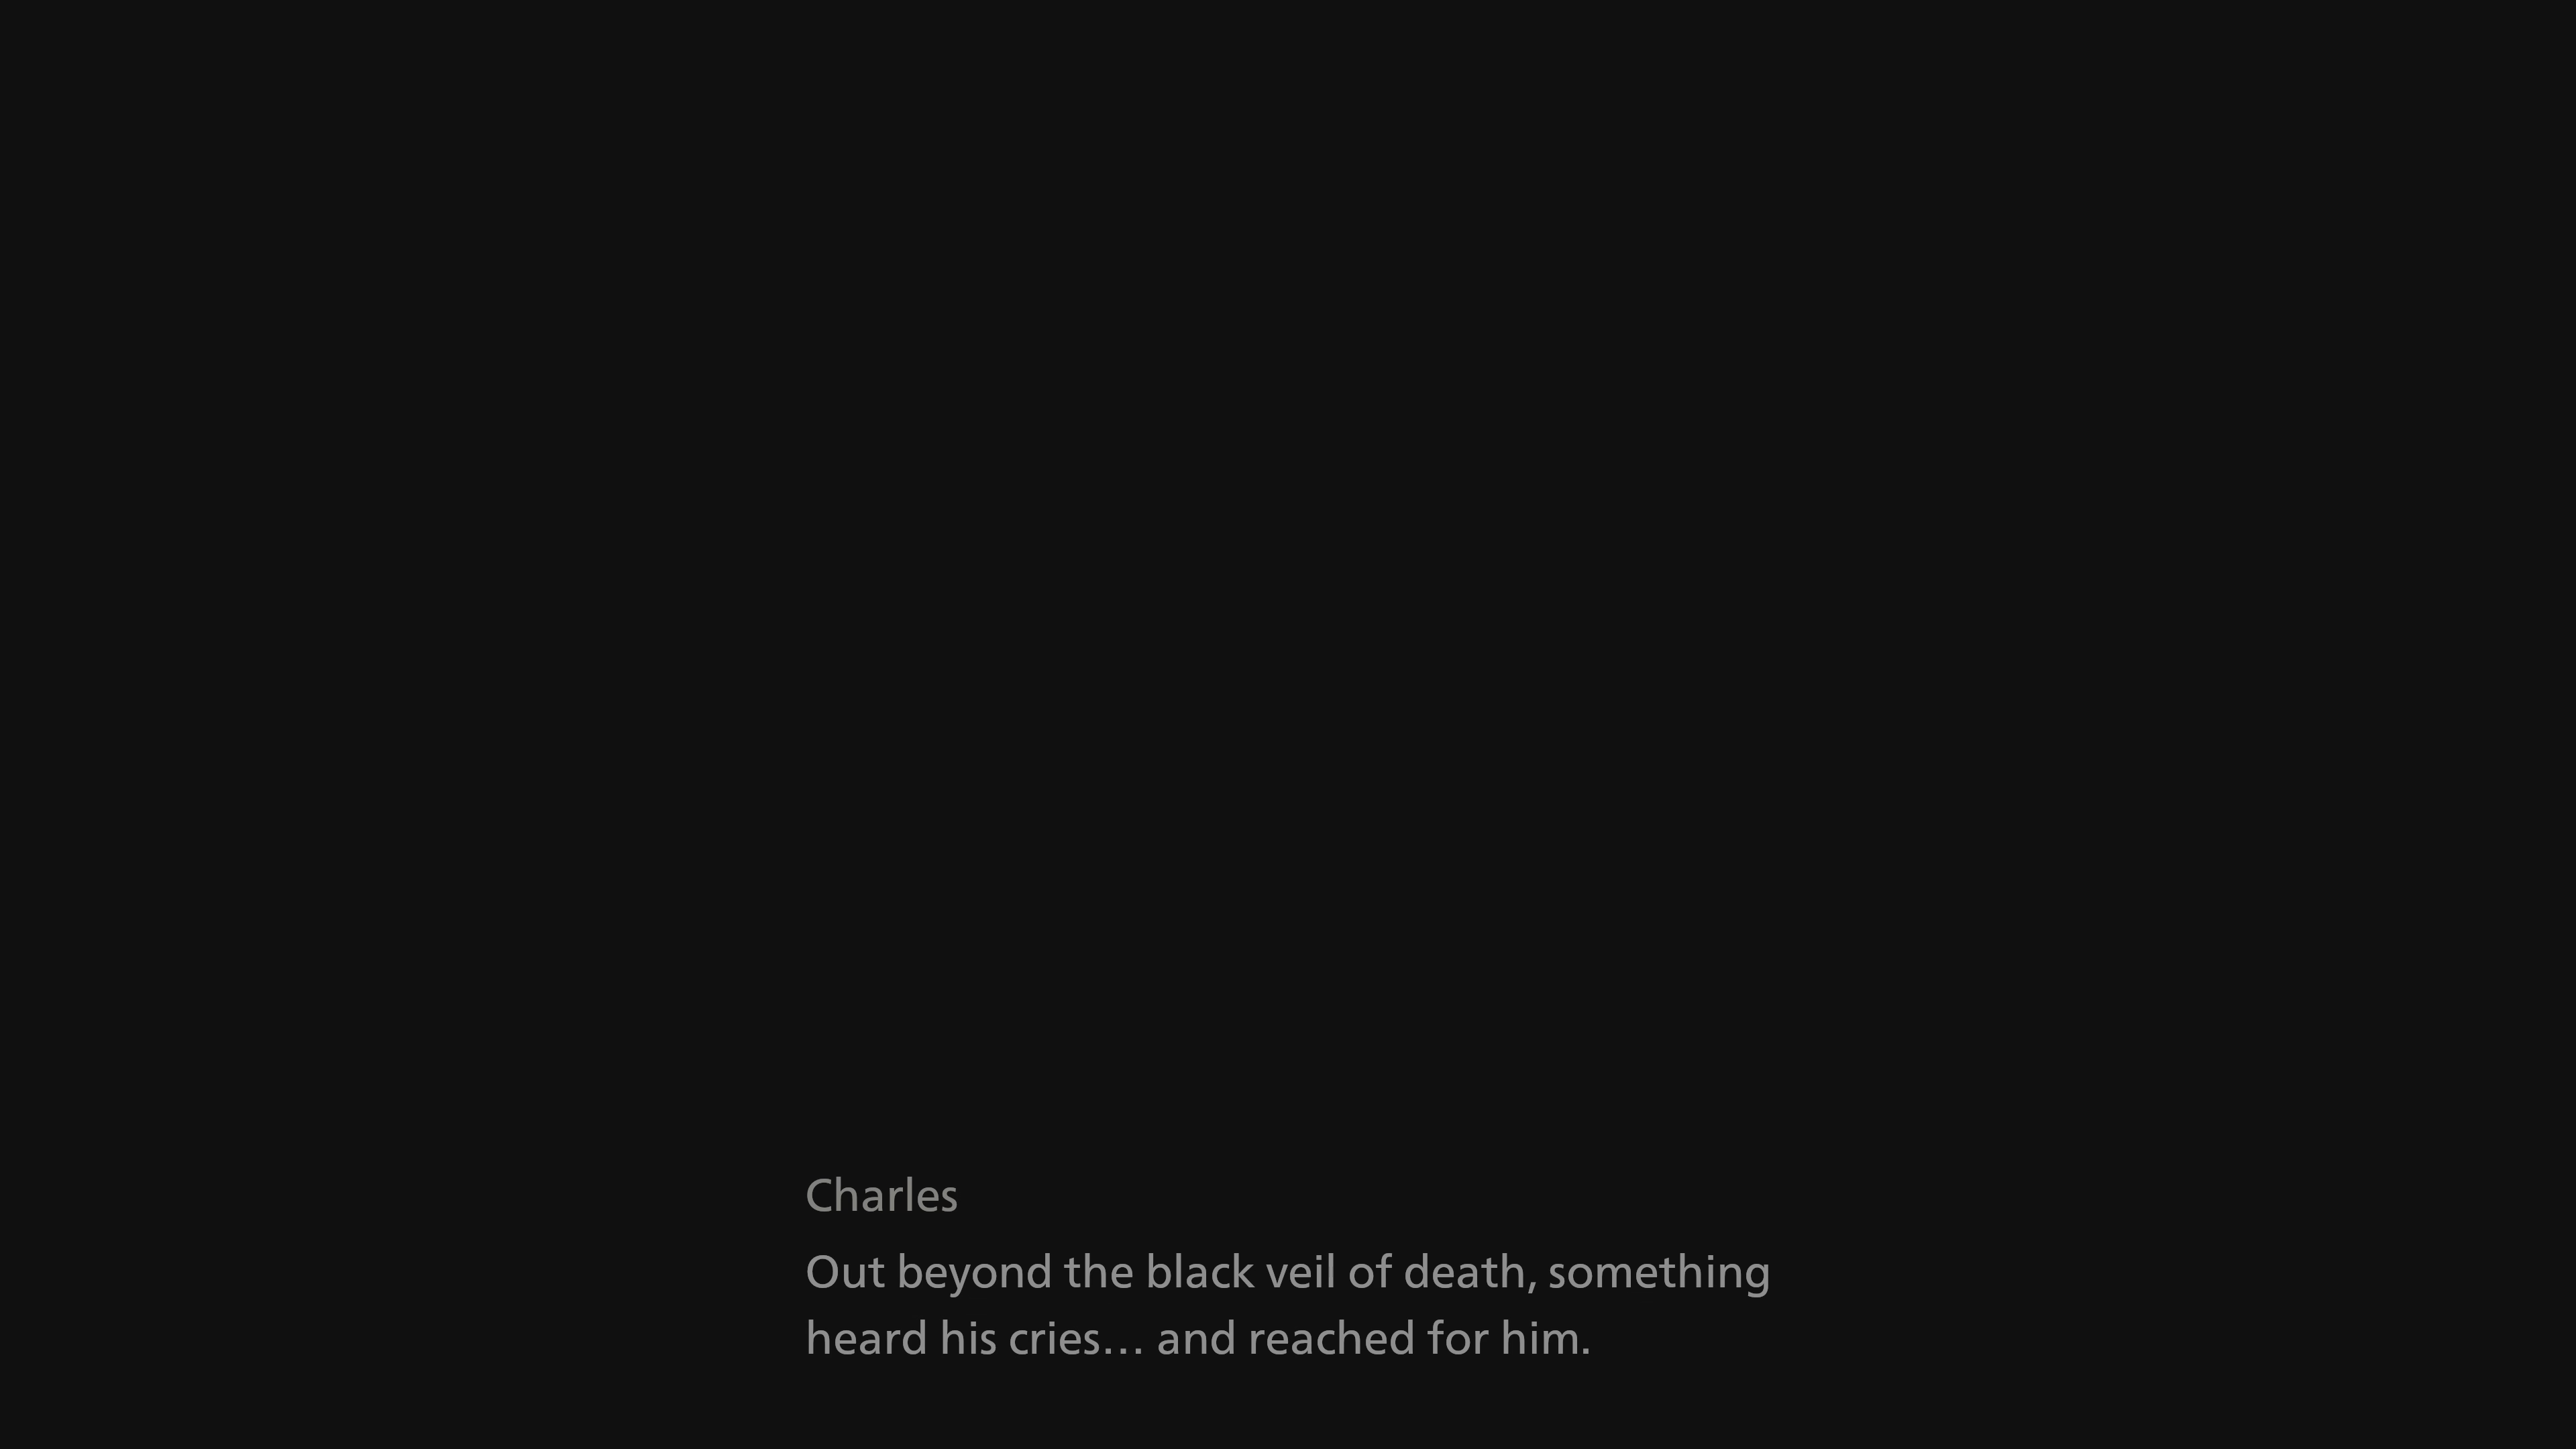 Charles
Out beyond the black veil of death, something
heard his cries… and reached for him.